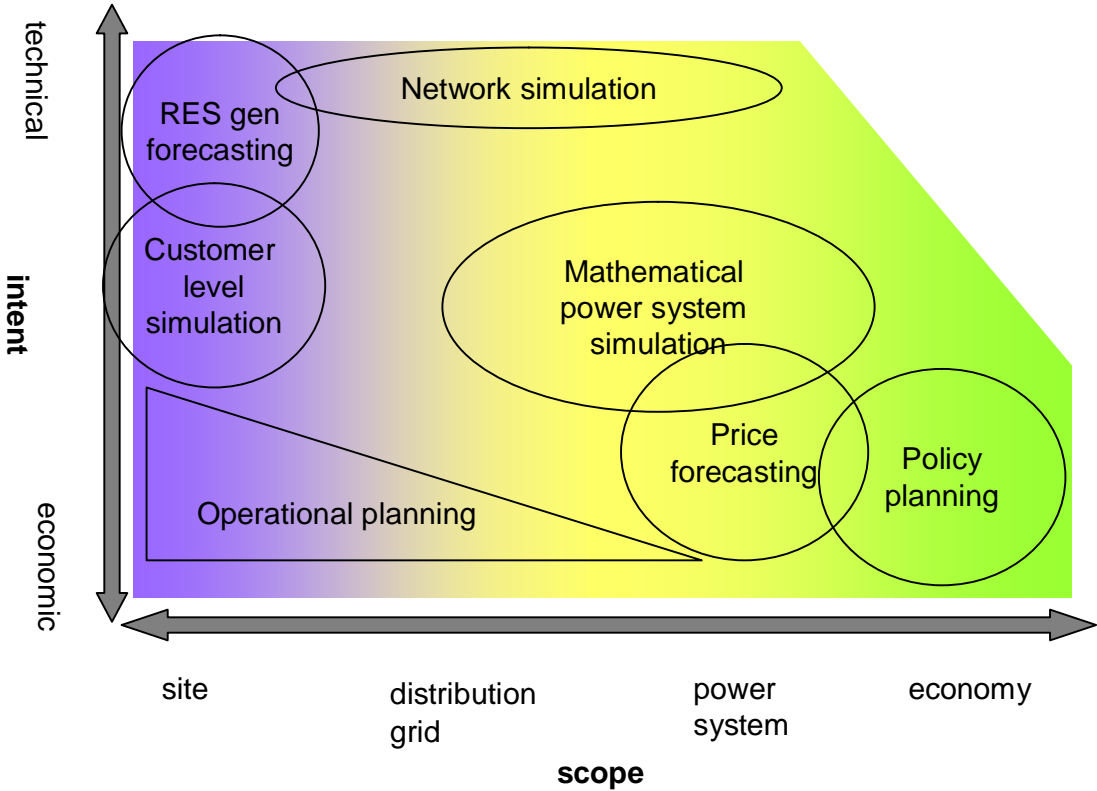 technical
intent
economic
RES gen
forecasting
Network simulation
Customer
level
simulation
Mathematical
power system
simulation
Price
forecasting
Policy
planning
Operational planning
site
distribution
grid
power
system
economy
scope